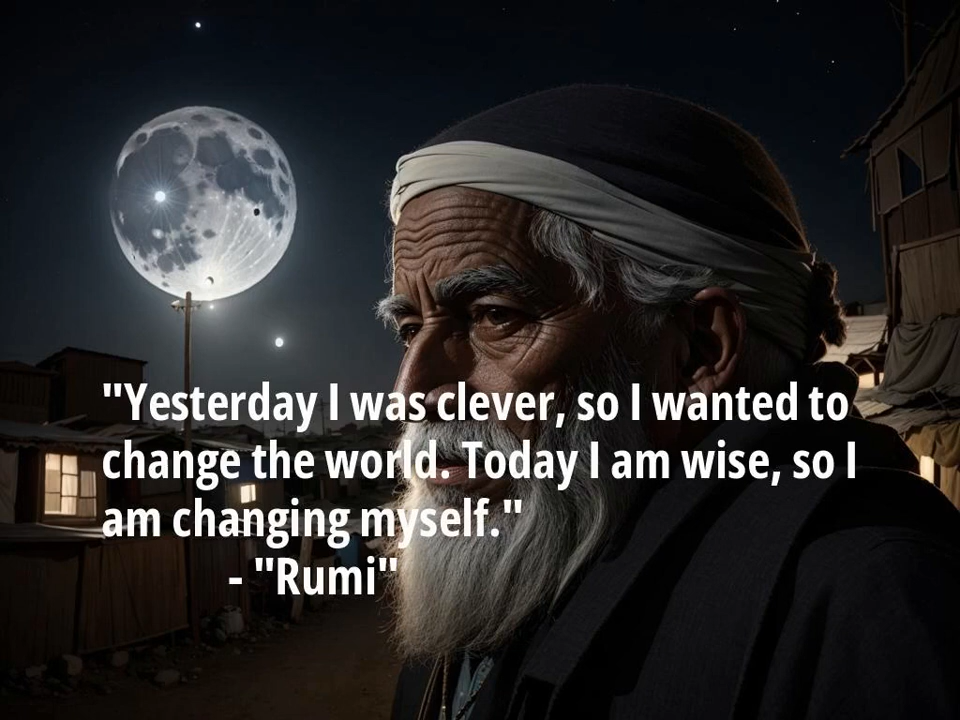 "Yesterday I was clever, so I wanted to
change the world. Today I am wise, so I
am changing myself."
- "Rumi"